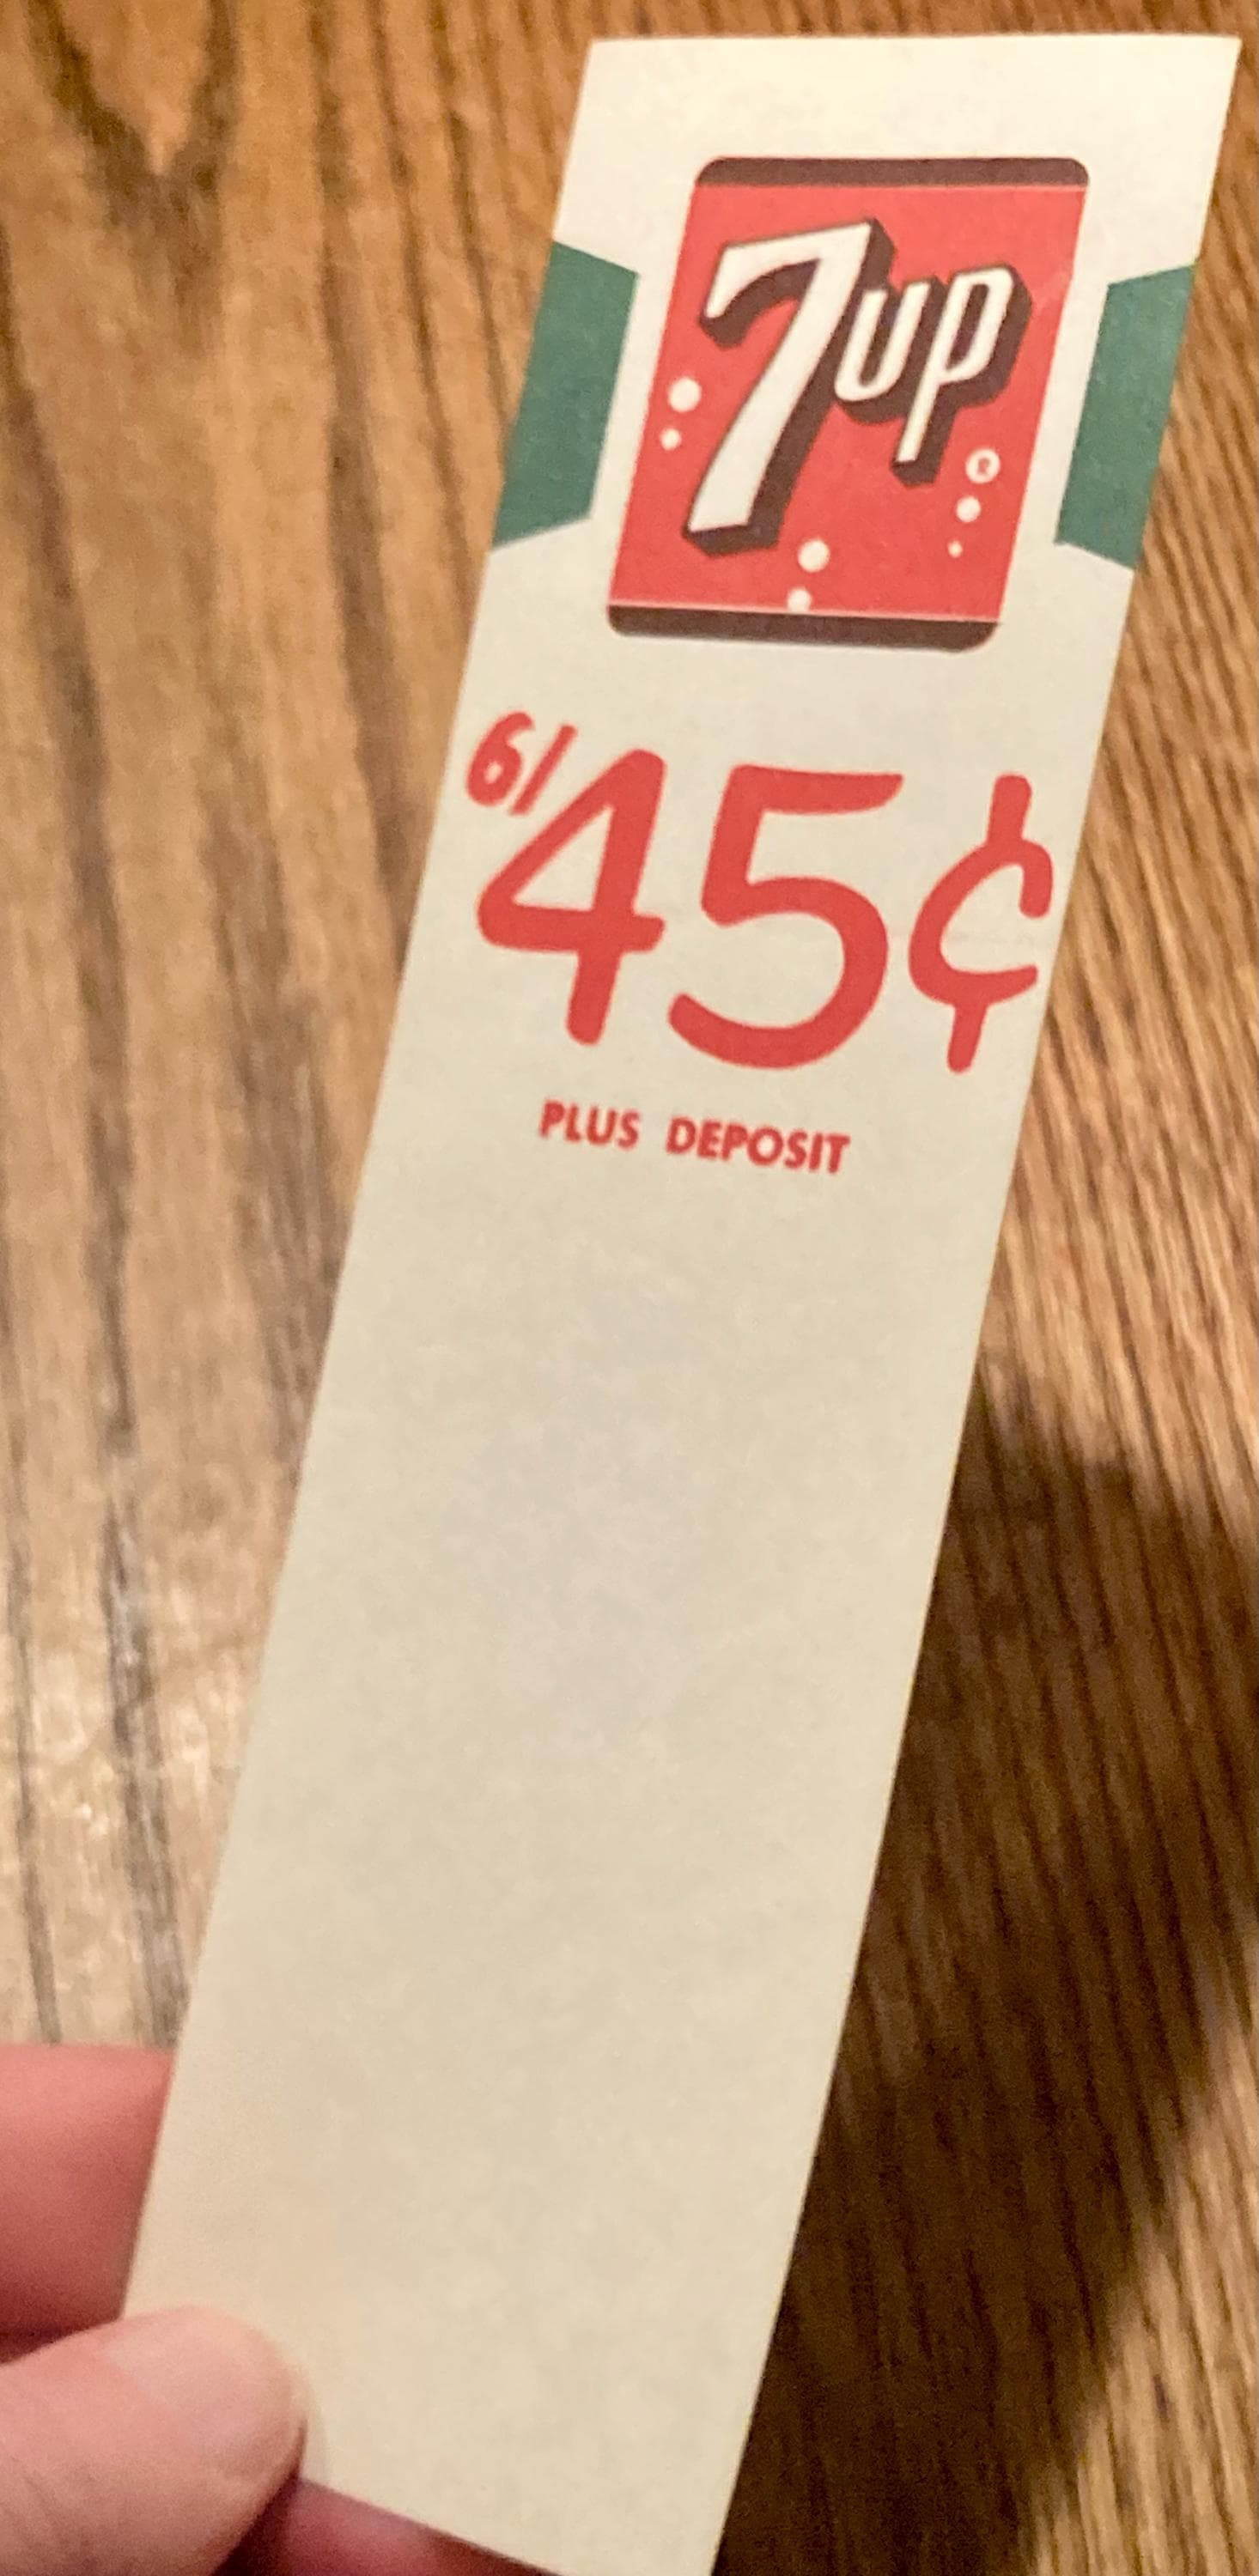 7up
®
6/45¢
PLUS DEPOSIT